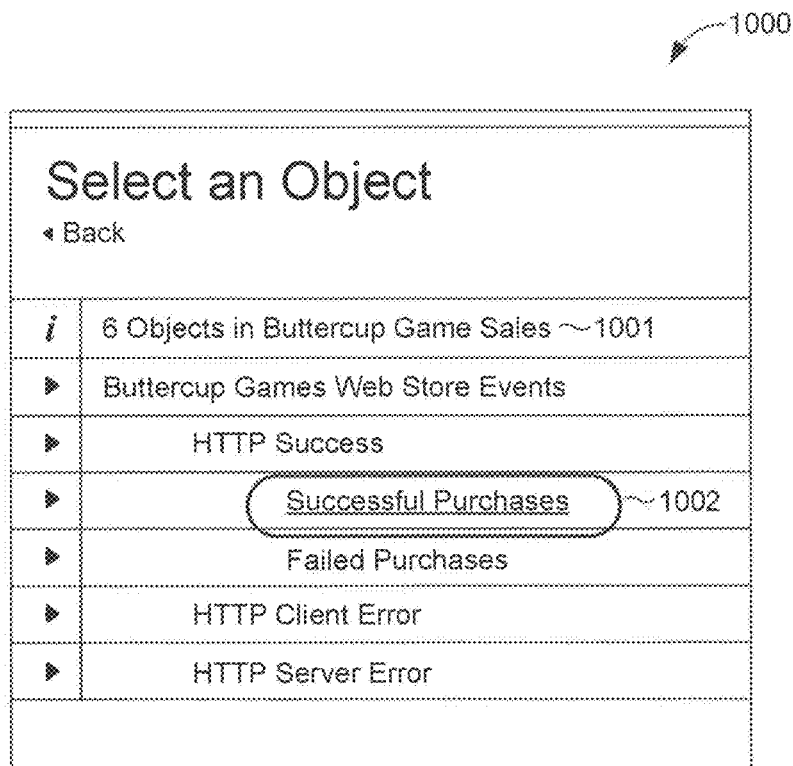 1000
Select an Object
Back
i 6 Objects in Buttercup Game Sales 1001
Buttercup Games Web Store Events
HTTP Success
Successful Purchases 1002
Failed Purchases
HTTP Client Error
HTTP Server Error